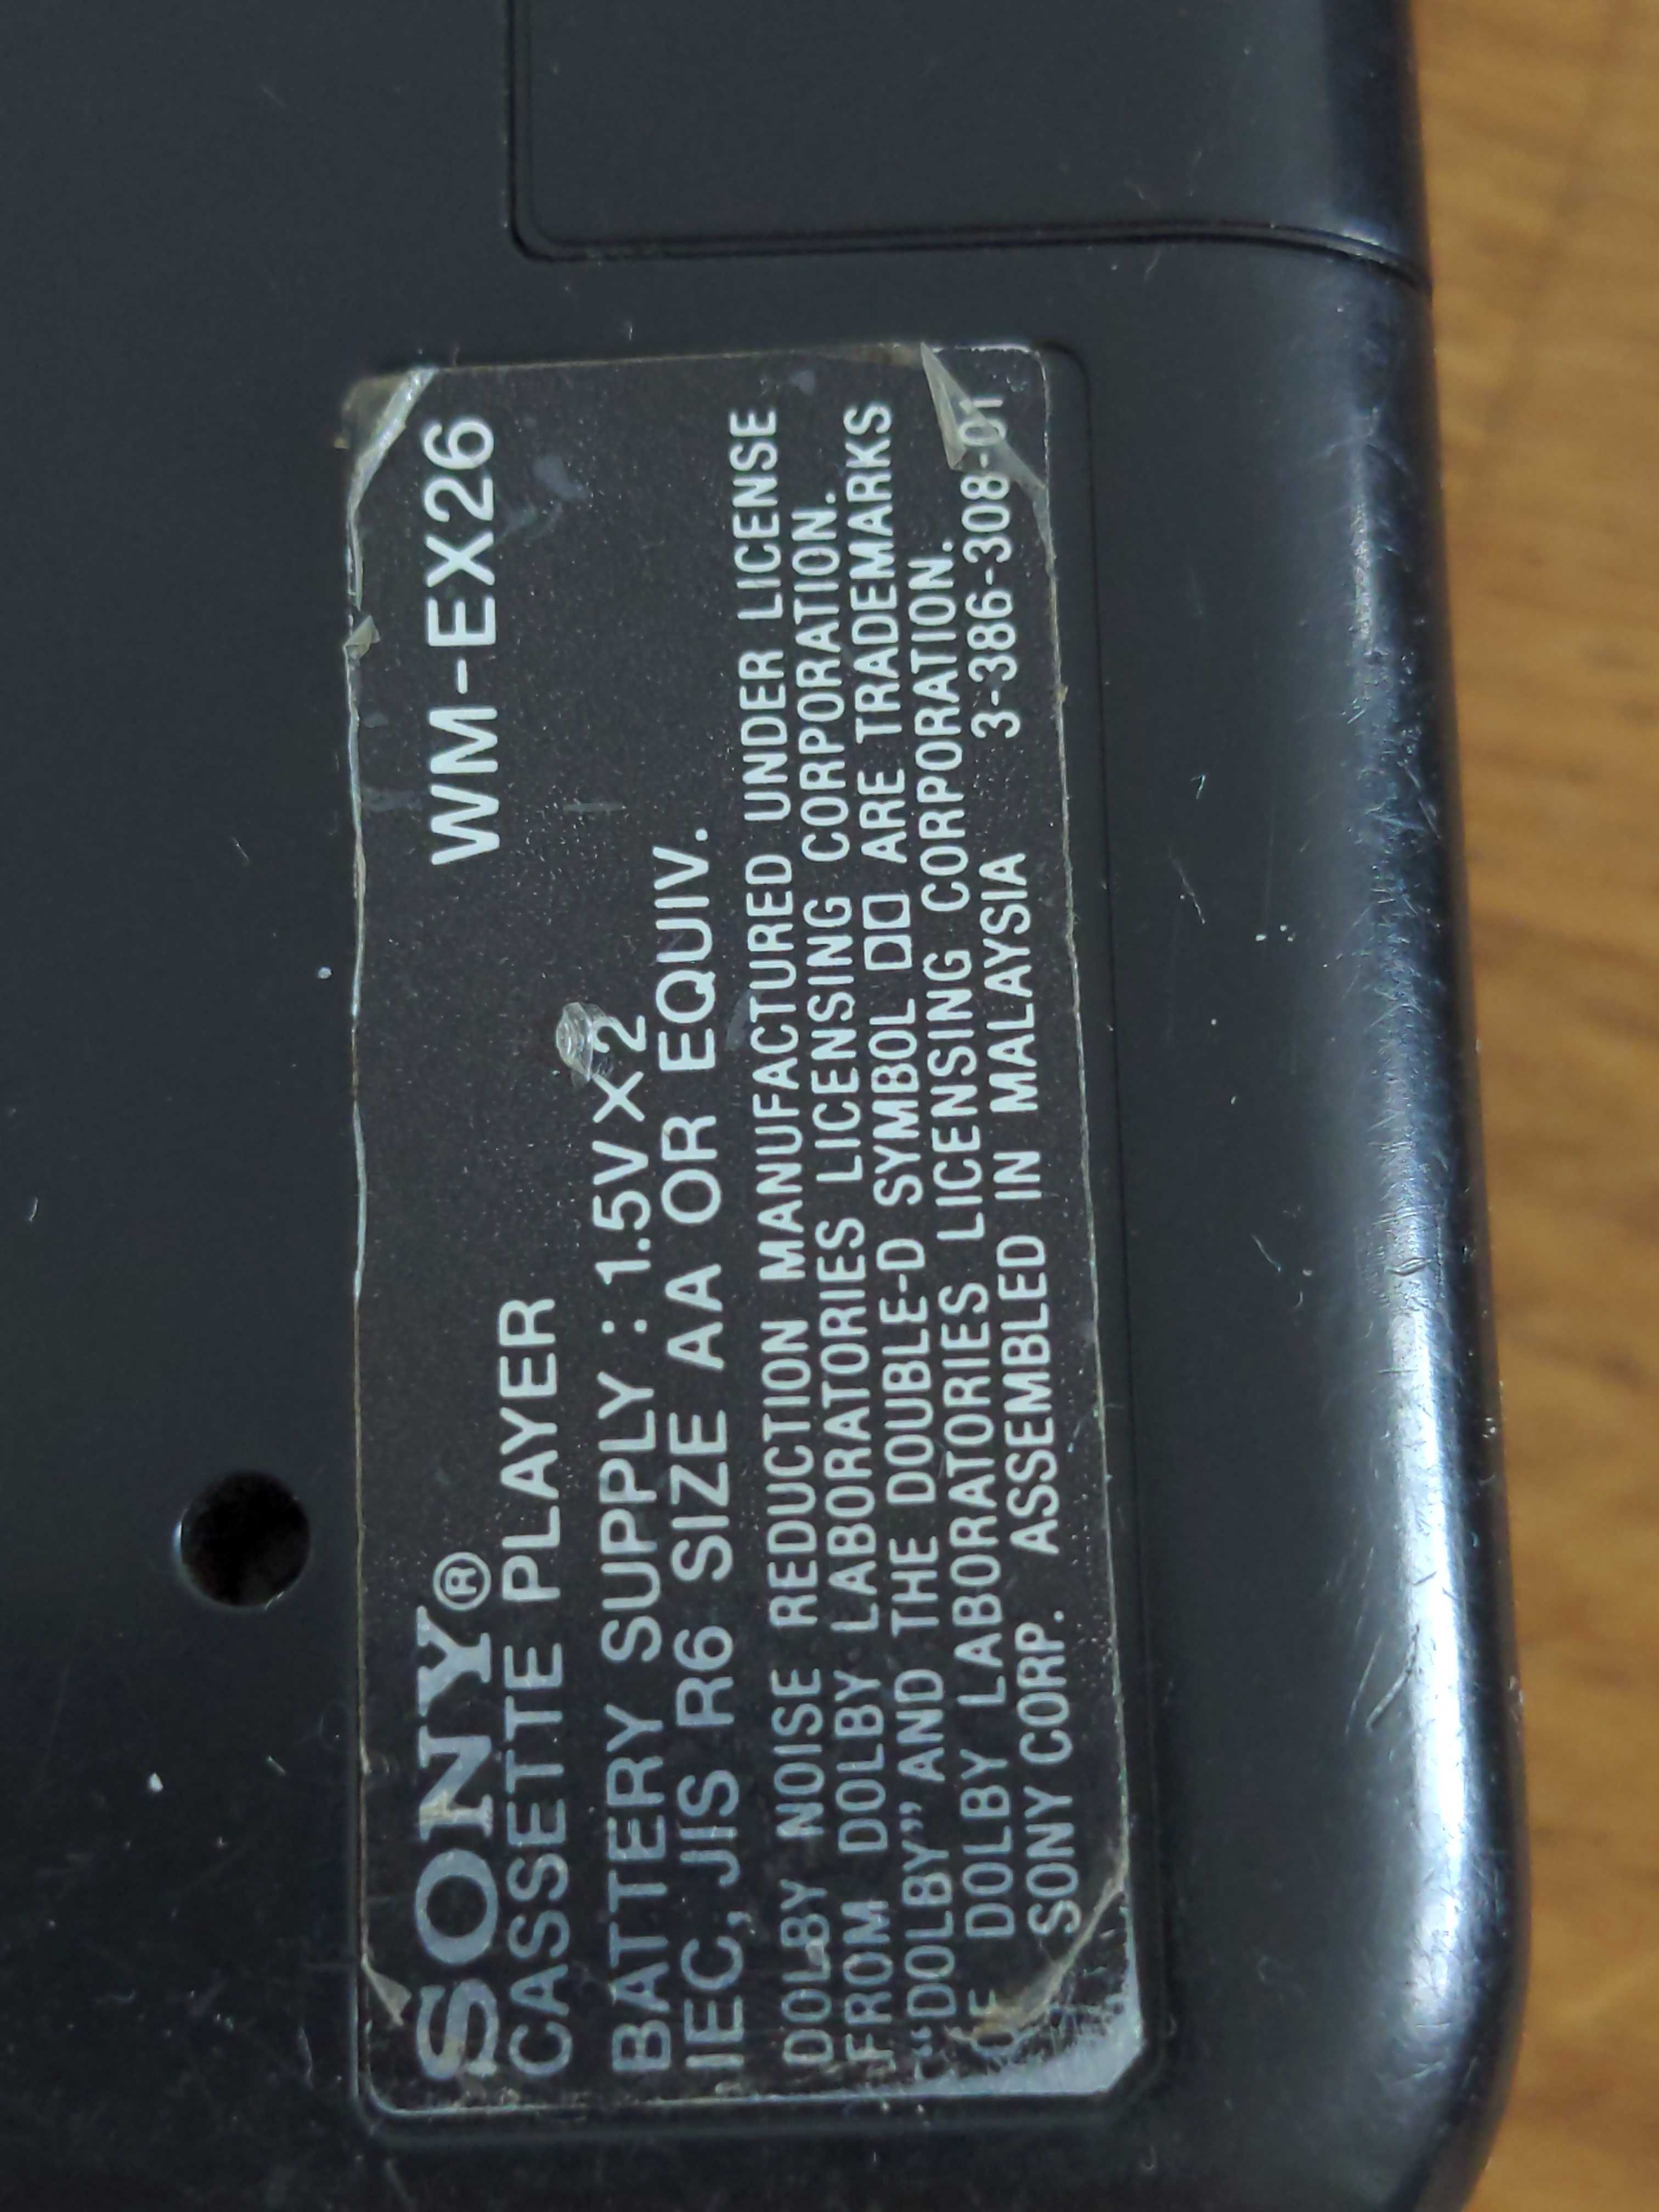 SONY® WM-EX26
CASSETTE PLAYER
BATTERY SUPPLY : 1.5V×2
IEC, JIS R6 SIZE AA OR EQUIV.
DOLBY NOISE REDUCTION MANUFACTURED UNDER LICENSE
FROM DOLBY LABORATORIES LICENSING CORPORATION.
“DOLBY” AND THE DOUBLE-D SYMBOL ARE TRADEMARKS
OF DOLBY LABORATORIES LICENSING CORPORATION.
SONY CORP. ASSEMBLED IN MALAYSIA 3-386-308-01